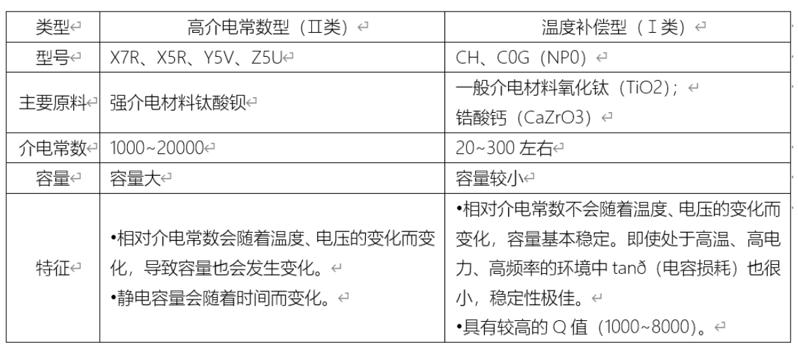 类型 高介电常数型（Ⅱ类） 温度补偿型（Ⅰ类）
型号 X7R、X5R、Y5V、Z5U CH、C0G（NP0）
主要原料 强介电材料钛酸钡 一般介电材料氧化钛（TiO2）；
锆酸钙（CaZrO3）
介电常数 1000~20000 20~300 左右
容量 容量大 容量较小
特征
•相对介电常数会随着温度、电压的变化而变
化，导致容量也会发生变化。
•静电容量会随着时间而变化。
•相对介电常数不会随着温度、电压的变化而
变化，容量基本稳定。即使处于高温、高电
力、高频率的环境中 tanð（电容损耗）也很
小，稳定性极佳。
•具有较高的 Q 值（1000~8000）。